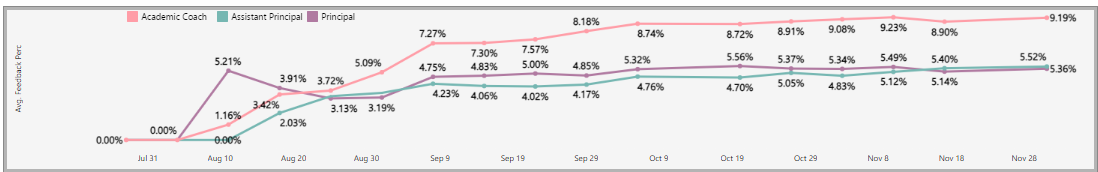 Academic Coach Assistant Principal Principal
Avg. Feedback Perc
0.00% 0.00% 5.21% 1.16% 0.00% 3.91% 3.42% 2.03% 3.72% 3.13% 5.09% 3.19%
7.27% 4.75% 4.23% 7.30% 4.83% 4.06% 7.57% 5.00% 4.02% 8.18% 4.85% 4.17%
8.74% 5.32% 4.76% 8.72% 5.56% 4.70% 8.91% 5.37% 5.05% 9.08% 5.34% 4.83%
9.23% 5.49% 5.12% 8.90% 5.40% 5.14% 9.19% 5.52% 5.36%
Jul 31 Aug 10 Aug 20 Aug 30 Sep 9 Sep 19 Sep 29 Oct 9 Oct 19 Oct 29 Nov 8 Nov 18 Nov 28